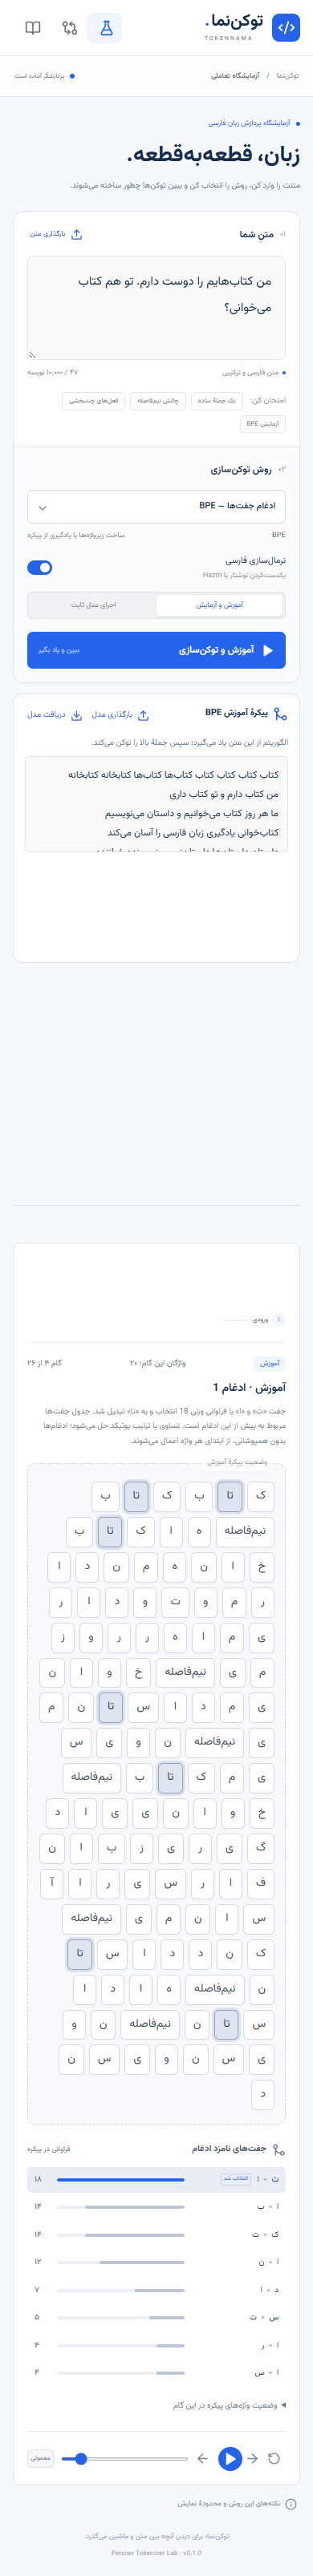 توکن‌نما.
TOKENNAMA
توکن‌نما / آزمایشگاه تعاملی
پردازشگر آماده است
آزمایشگاه پردازش زبان فارسی
زبان، قطعه‌به‌قطعه.
متنت را وارد کن، روش را انتخاب کن و ببین توکن‌ها چطور ساخته می‌شوند.
۰۱ متنِ شما
بارگذاری متن
من کتاب‌هایم را دوست دارم. تو هم کتاب
می‌خوانی؟
متن فارسی و ترکیبی
۴۷ / ۱۰٬۰۰۰ نویسه
امتحان کن:
یک جملهٔ ساده
چالش نیم‌فاصله
فعل‌های چندبخشی
آزمایش BPE
۰۲ روش توکن‌سازی
ادغام جفت‌ها — BPE
BPE
ساخت زیرواژه‌ها با یادگیری از پیکره
نرمال‌سازی فارسی
یکدست‌کردن نوشتار با Hazm
آموزش و آزمایش
اجرای مدل ثابت
آموزش و توکن‌سازی
ببین و یاد بگیر
پیکرهٔ آموزش BPE
بارگذاری مدل
دریافت مدل
الگوریتم از این متن یاد می‌گیرد؛ سپس جملهٔ بالا را توکن می‌کند.
کتاب کتاب کتاب کتاب کتاب‌ها کتاب‌ها کتابخانه کتابخانه
من کتاب دارم و تو کتاب داری
ما هر روز کتاب می‌خوانیم و داستان می‌نویسیم
کتاب‌خوانی یادگیری زبان فارسی را آسان می‌کند
۱ ورودی
آموزش
واژگان این گام: ۲۰
گام ۴ از ۲۶
آموزش · ادغام 1
جفت «ت» و «ا» با فراوانی وزنی 18 انتخاب و به «تا» تبدیل شد. جدول جفت‌ها
مربوط به پیش از این ادغام است. تساوی با ترتیب یونیکد حل می‌شود؛ ادغام‌ها
بدون هم‌پوشانی، از ابتدای هر واژه اعمال می‌شوند.
وضعیت پیکرهٔ آموزش
ک تا ب ک تا ب
نیم‌فاصله ه ا ک تا ب
خ ا ن ه م ن د ا
ر م و ت و د ا ر
ی م ا ه ر ر و ز
م ی نیم‌فاصله خ و ا ن
ی م د ا س تا ن م
ی نیم‌فاصله ن و ی س
ی م ک تا ب نیم‌فاصله
خ و ا ن ی ی ا د
گ ی ر ی ز ب ا ن
ف ا ر س ی ر ا آ
س ا ن م ی نیم‌فاصله
ک ن د د ا س تا
ن نیم‌فاصله ه ا د ا
س تا ن نیم‌فاصله ن و
ی س ن و ی س ن
د
جفت‌های نامزد ادغام
فراوانی در پیکره
ت + ا انتخاب شد ۱۸
ا + ب ۱۴
ک + ت ۱۴
ا + ن ۱۲
د + ا ۷
س + ت ۵
ا + ر ۴
ا + س ۴
وضعیت واژه‌های پیکره در این گام
معمولی
نکته‌های این روش و محدودهٔ نمایش
توکن‌نما؛ برای دیدنِ آنچه بین متن و ماشین می‌گذرد.
Persian Tokenizer Lab · v0.1.0